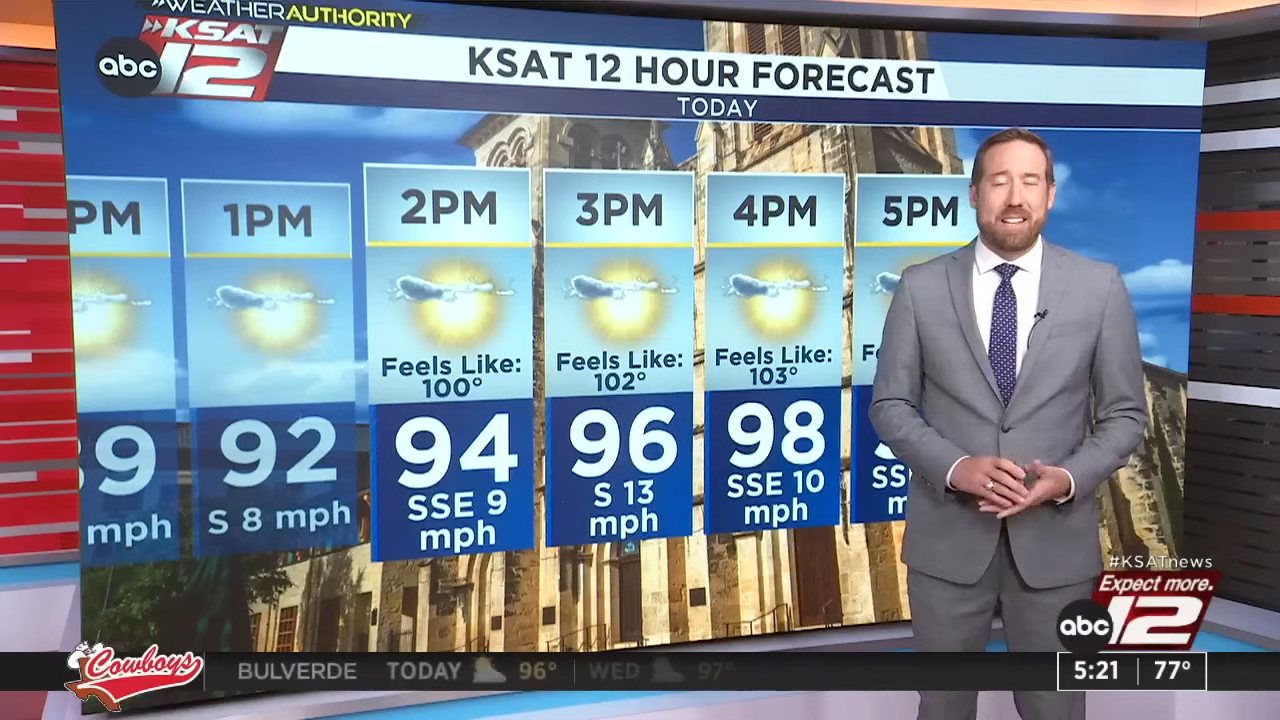 WEATHER AUTHORITY
KSAT
abc 12
KSAT 12 HOUR FORECAST
TODAY
PM
1PM
2PM
3PM
4PM
5PM
Feels Like:
100°
Feels Like:
102°
Feels Like:
103°
9
mph
92
S 8 mph
94
SSE 9
mph
96
S 13
mph
98
SSE 10
mph
#KSATnews
Expect more.
abc 12
Cowboys
BULVERDE TODAY 96° WED 97°
5:21 77°